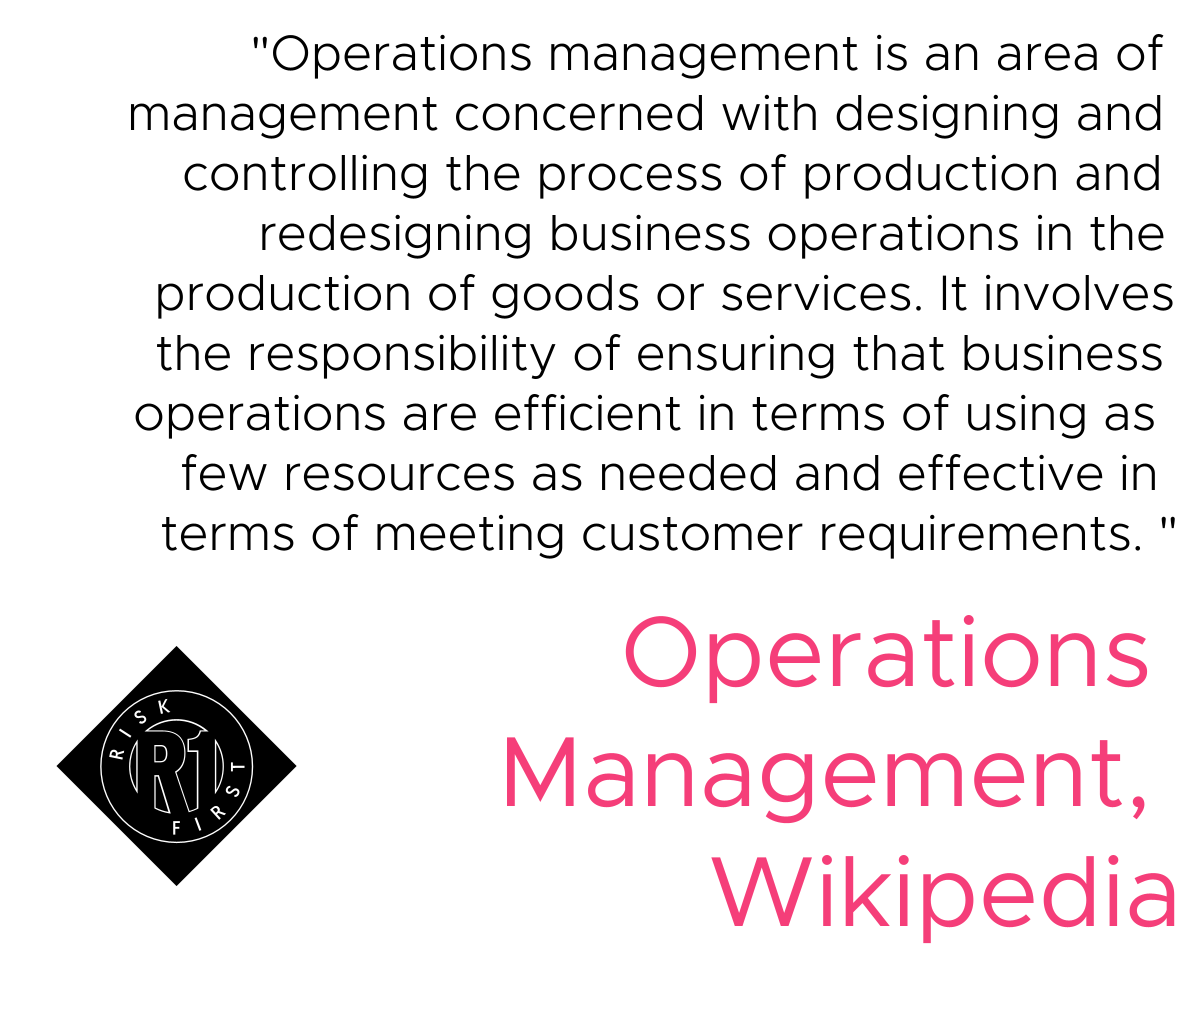 "Operations management is an area of
management concerned with designing and
controlling the process of production and
redesigning business operations in the
production of goods or services. It involves
the responsibility of ensuring that business
operations are efficient in terms of using as
few resources as needed and effective in
terms of meeting customer requirements. "
Operations
Management,
Wikipedia
RISK
R1
FIRST